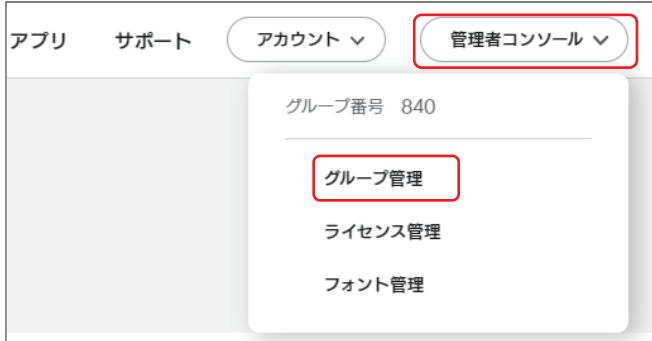 アプリ サポート アカウント 管理者コンソール
グループ番号 840
グループ管理
ライセンス管理
フォント管理